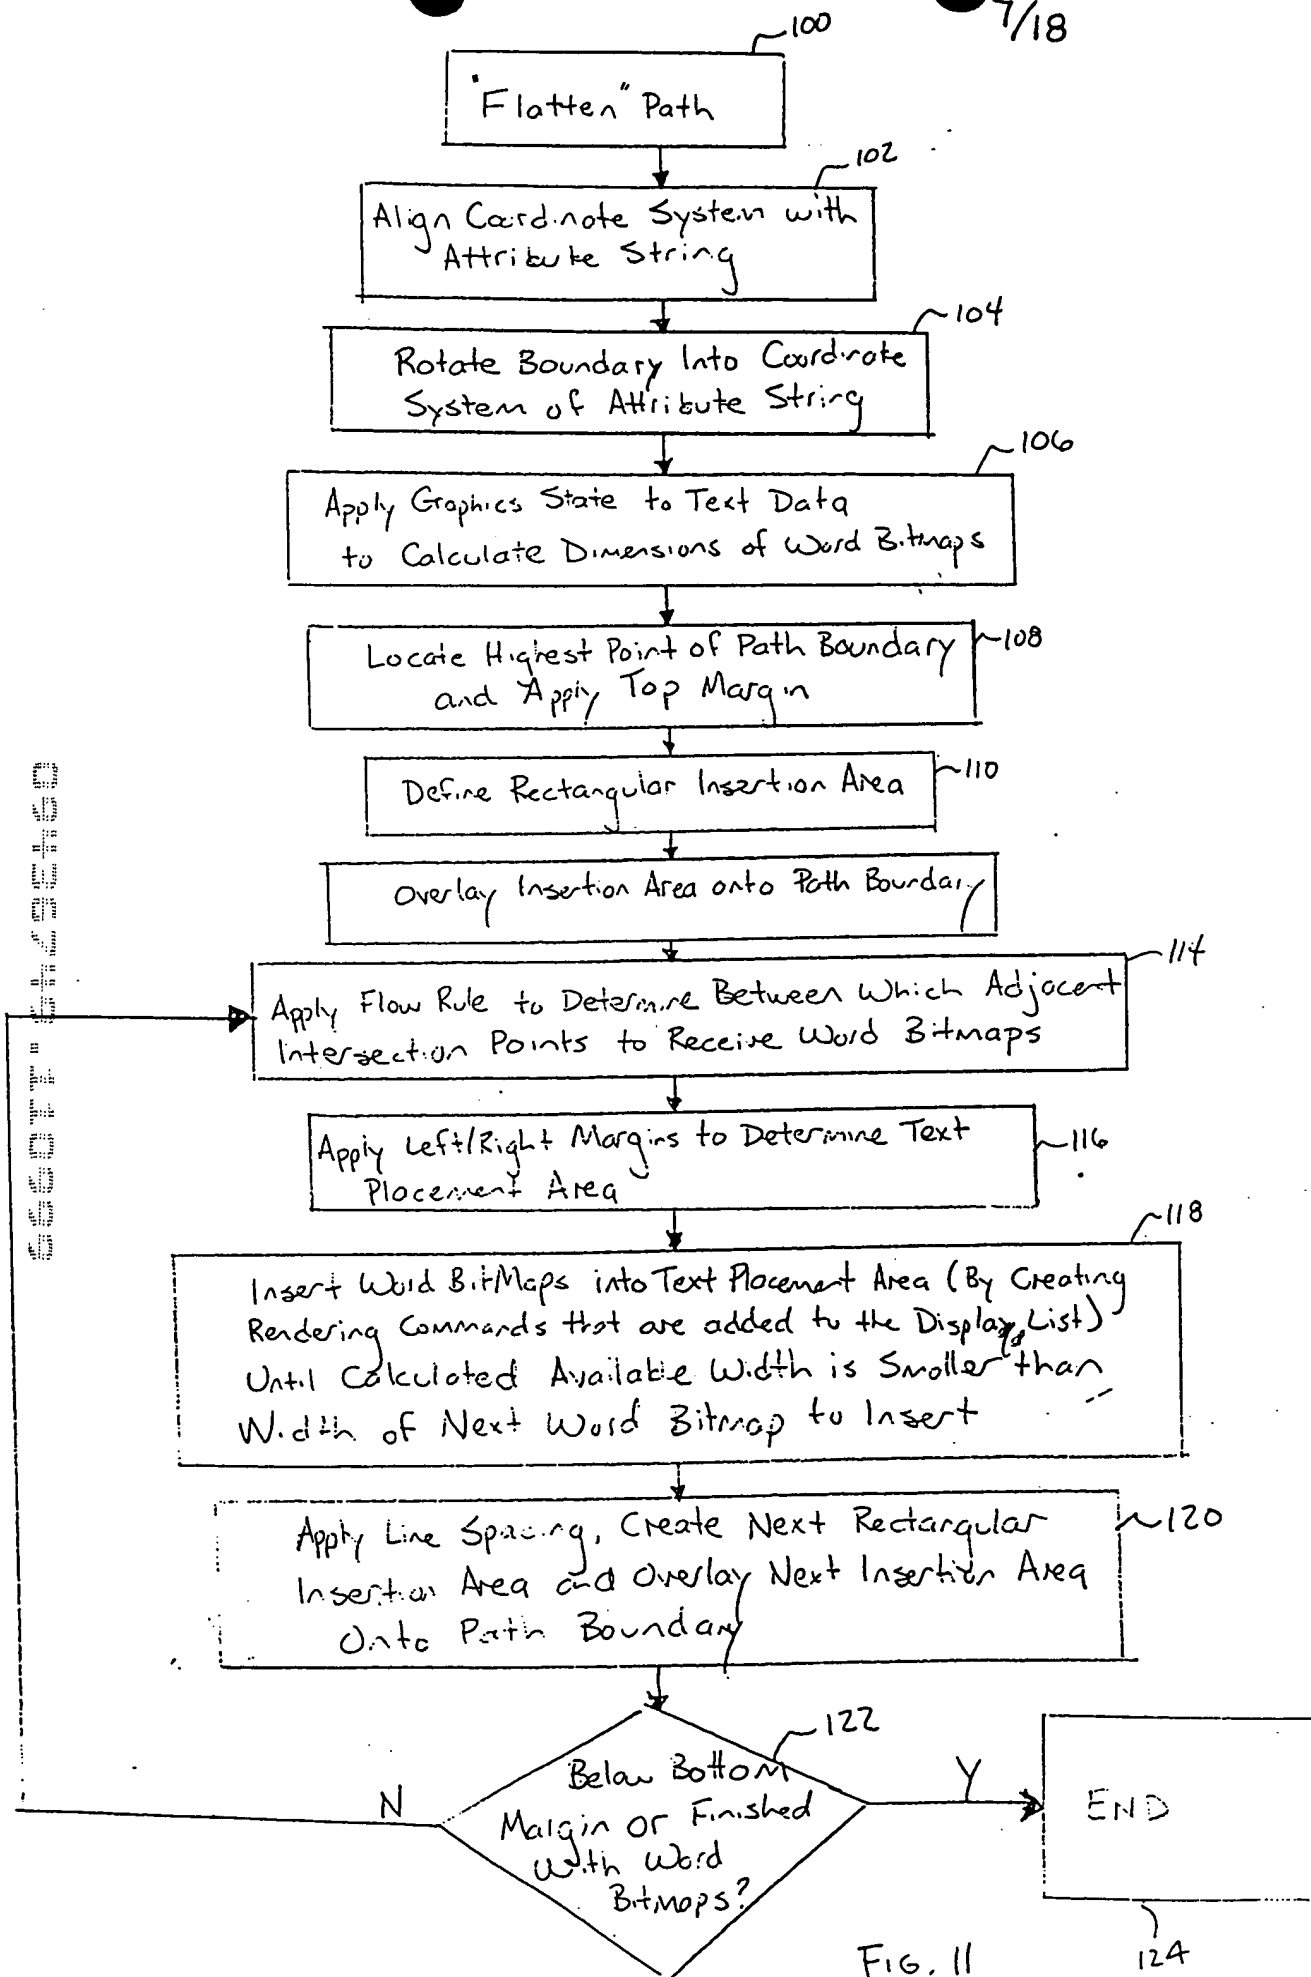 7/18
100
"Flatten" Path
102
Align Coordinate System with
Attribute String
104
Rotate Boundary Into Coordinate
System of Attribute String
106
Apply Graphics State to Text Data
to Calculate Dimensions of Word Bitmaps
108
Locate Highest Point of Path Boundary
and Apply Top Margin
110
Define Rectangular Insertion Area
Overlay Insertion Area onto Path Boundary
114
Apply Flow Rule to Determine Between Which Adjacent
Intersection Points to Receive Word Bitmaps
116
Apply Left/Right Margins to Determine Text
Placement Area
118
Insert Word BitMaps into Text Placement Area (By Creating
Rendering Commands that are added to the Display List)
Until Calculated Available Width is Smaller than
Width of Next Word Bitmap to Insert
120
Apply Line Spacing, Create Next Rectangular
Insertion Area and Overlay Next Insertion Area
Onto Path Boundary
122
Below Bottom
Margin or Finished
With Word
Bitmaps?
N
Y
END
124
FIG. 11